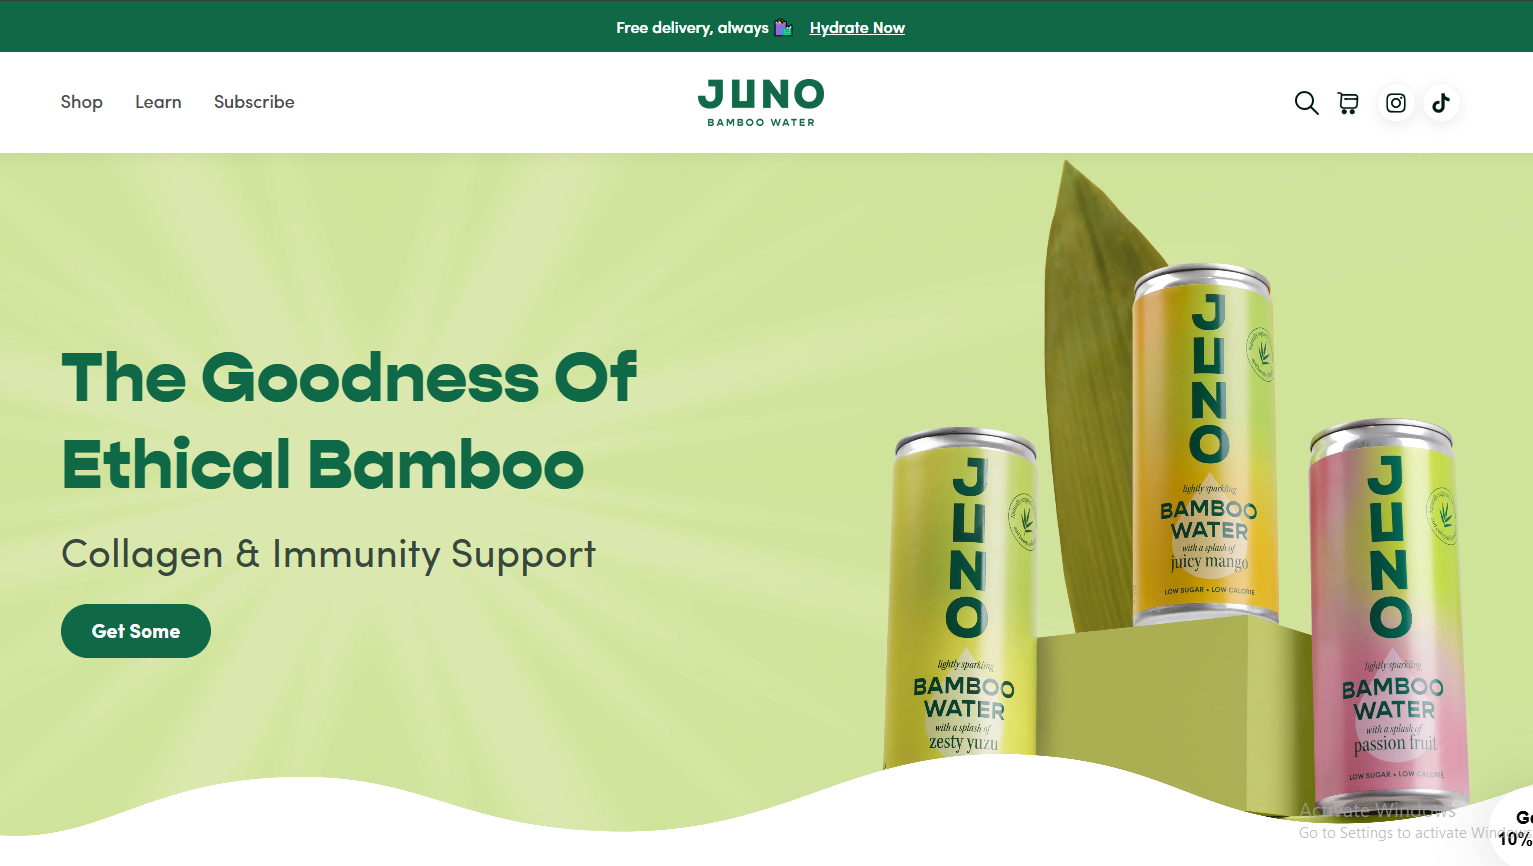 Free delivery, always Hydrate Now
Shop Learn Subscribe
JUNO
BAMBOO WATER
The Goodness Of
Ethical Bamboo
Collagen & Immunity Support
Get Some
JUNO
lightly sparkling
BAMBOO
WATER
with a splash of
zesty yuzu
JUNO
lightly sparkling
BAMBOO
WATER
with a splash of
juicy mango
LOW SUGAR • LOW CALORIE
JUNO
lightly sparkling
BAMBOO
WATER
with a splash of
passion fruit
LOW SUGAR • LOW CALORIE
Activate Windows
Go to Settings to activate Windows.
10%